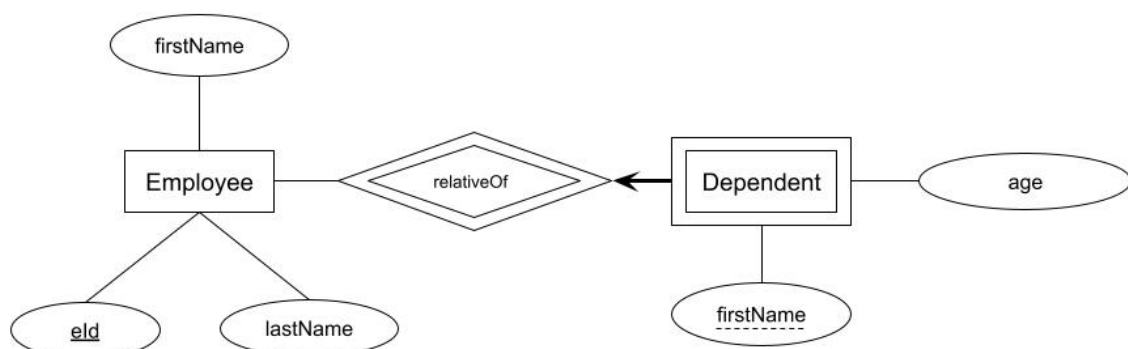 firstName
Employee
relativeOf
Dependent
age
eId
lastName
firstName